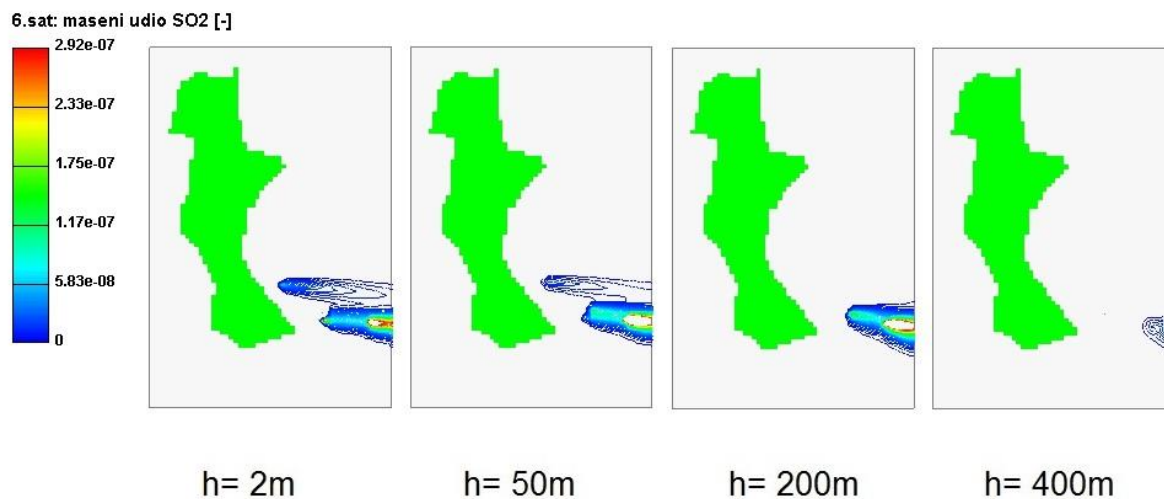 6.sat: maseni udio SO2 [-]
2.92e-07
2.33e-07
1.75e-07
1.17e-07
5.83e-08
0
h= 2m
h= 50m
h= 200m
h= 400m